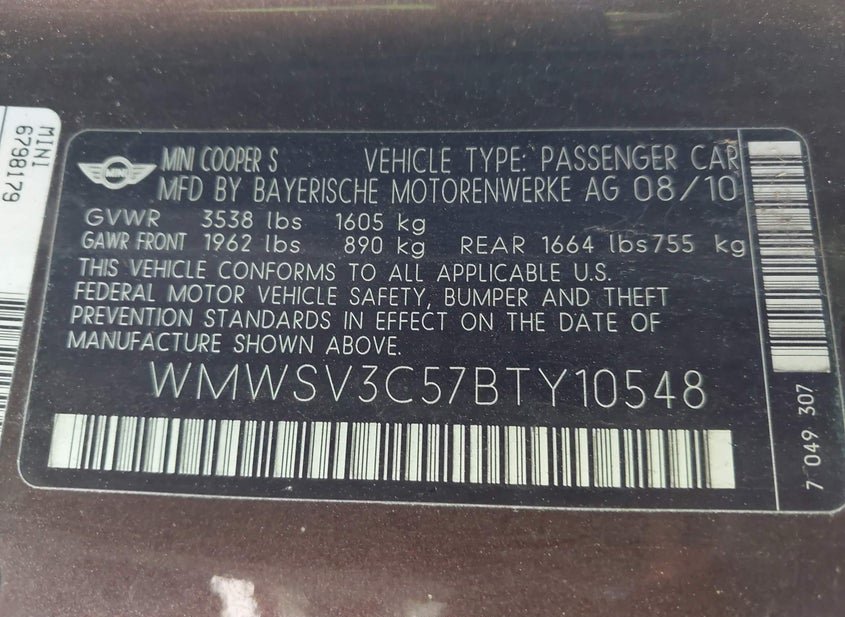 MINI
6798179
MINI
MINI COOPER S VEHICLE TYPE: PASSENGER CAR
MFD BY BAYERISCHE MOTORENWERKE AG 08/10
GVWR 3538 lbs 1605 kg
GAWR FRONT 1962 lbs 890 kg REAR 1664 lbs 755 kg
THIS VEHICLE CONFORMS TO ALL APPLICABLE U.S.
FEDERAL MOTOR VEHICLE SAFETY, BUMPER AND THEFT
PREVENTION STANDARDS IN EFFECT ON THE DATE OF
MANUFACTURE SHOWN ABOVE.
WMWSV3C57BTY10548
7 049 307